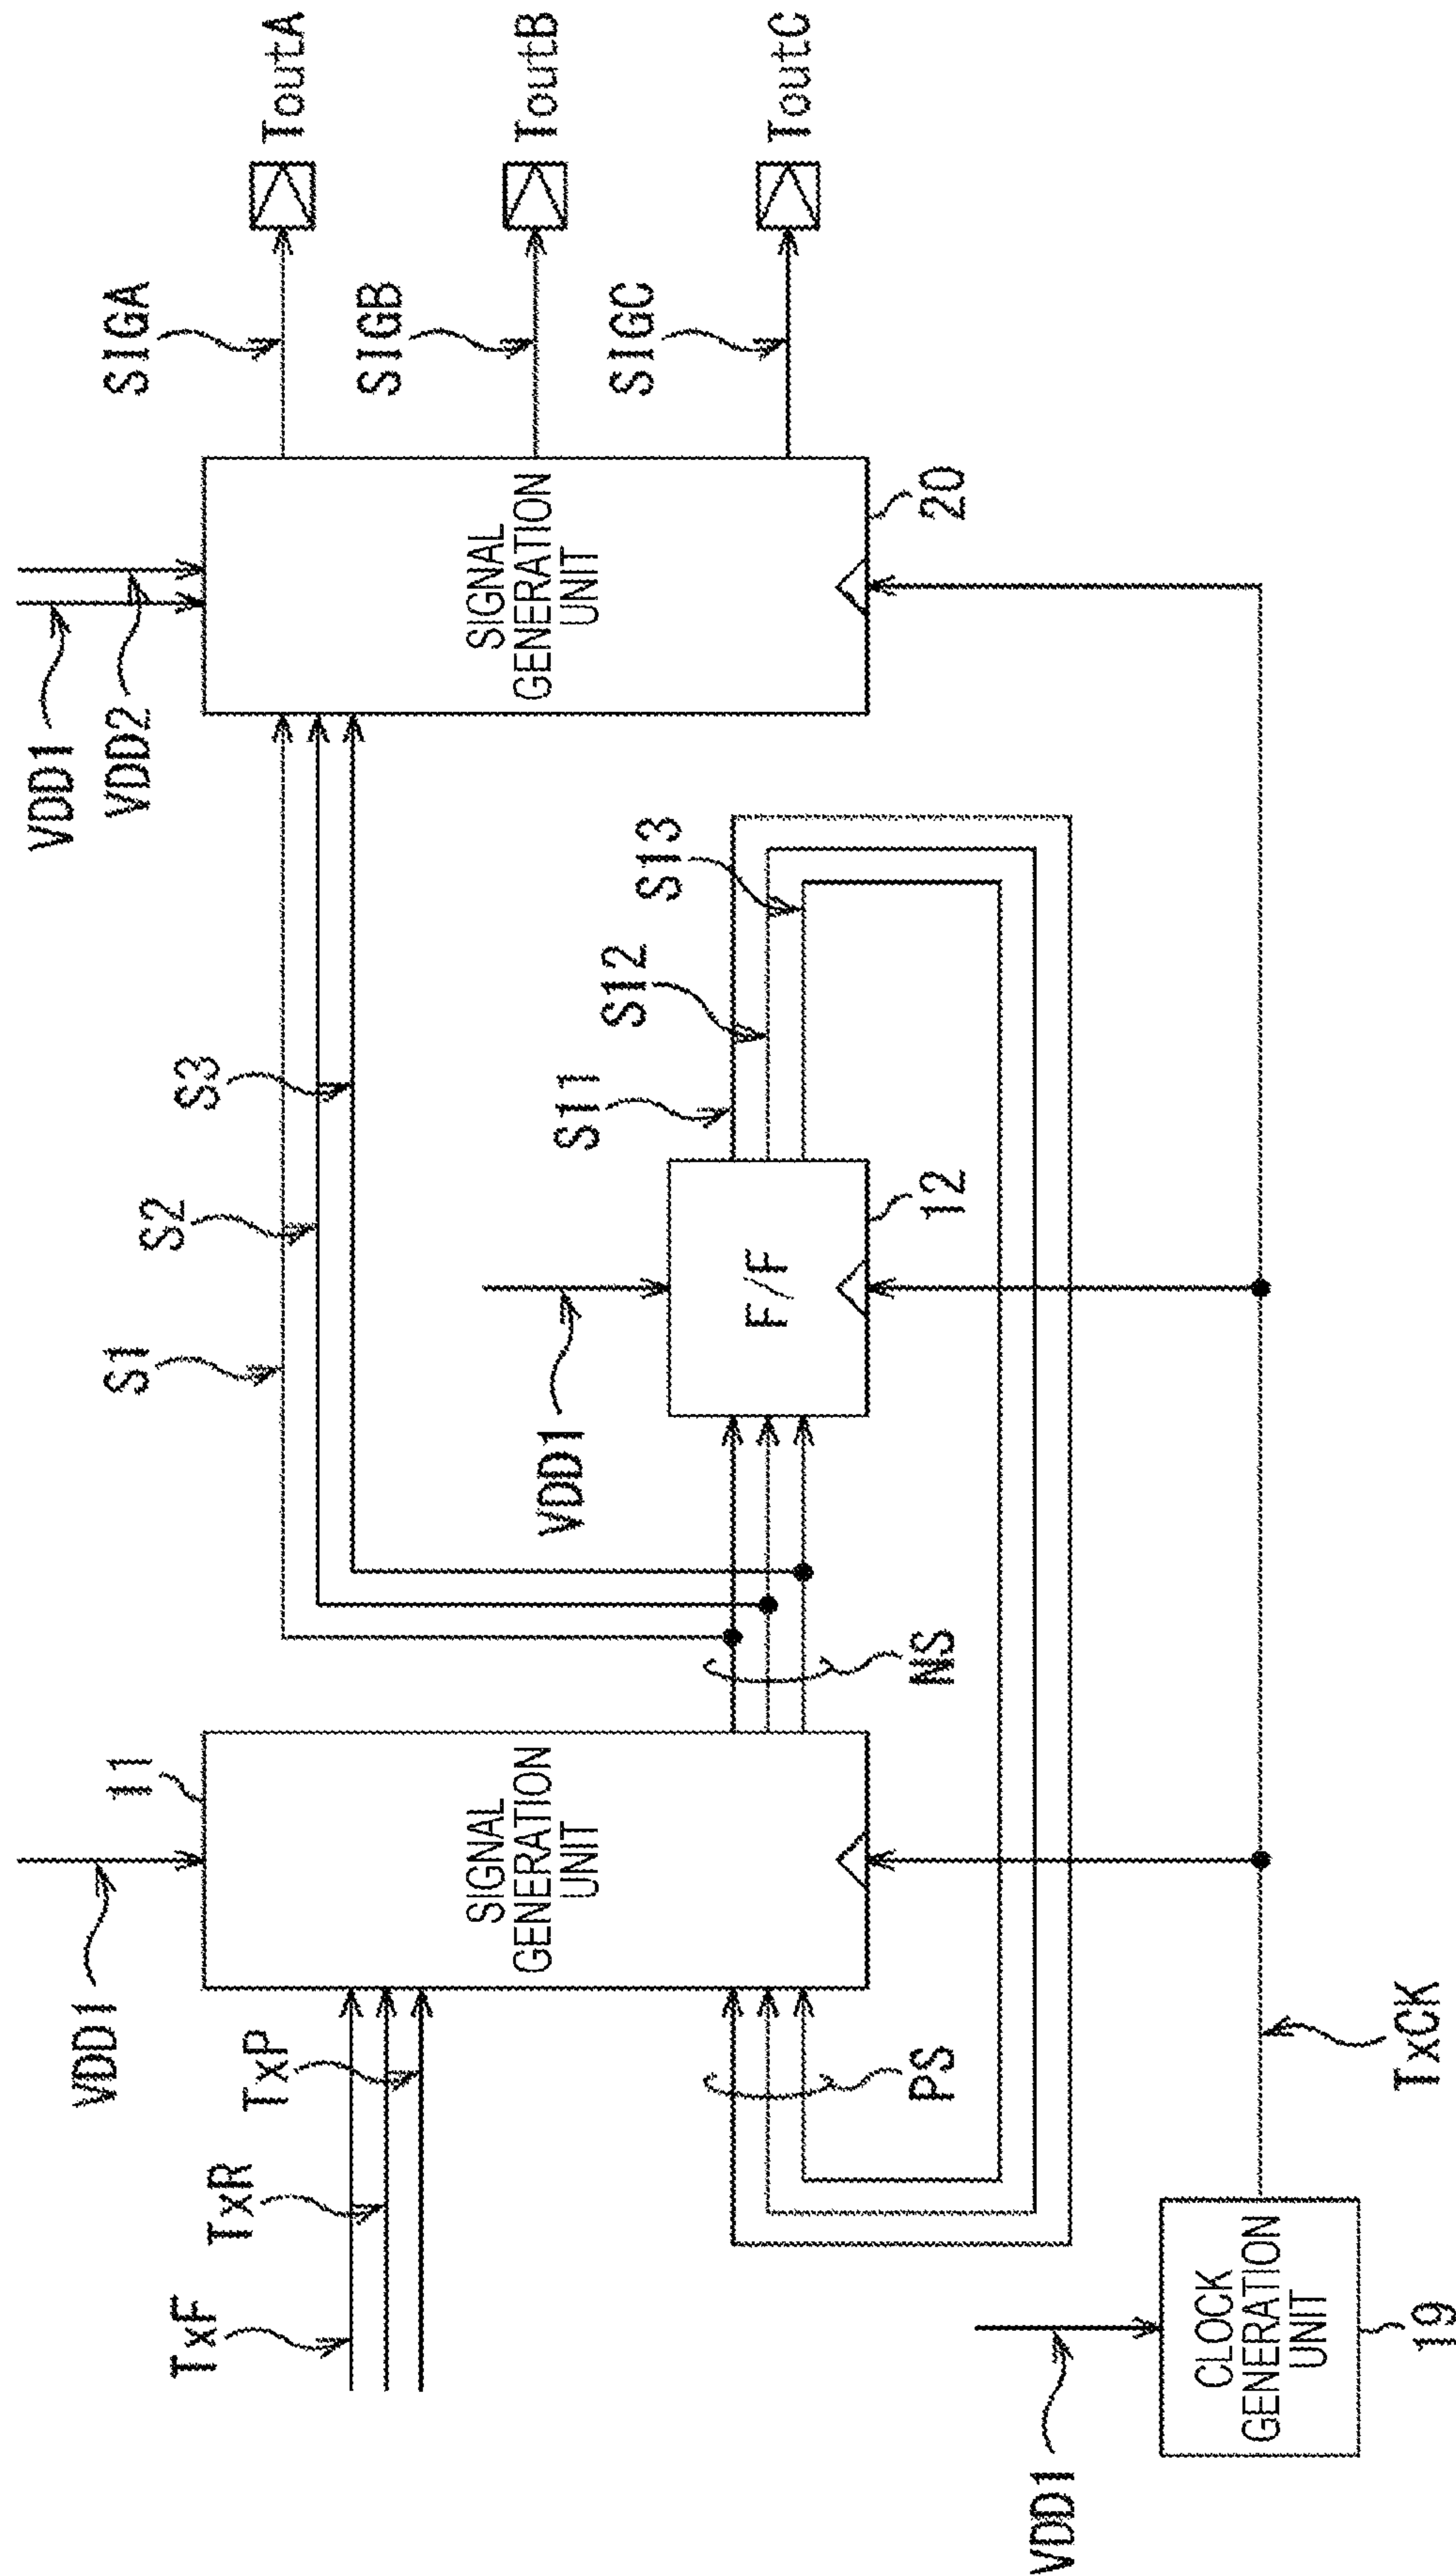 VDD1
11
TxF
TxR
TxP
SIGNAL
GENERATION
UNIT
PS
NS
S1
S2
S3
VDD1
F/F
12
S11
S12
S13
VDD1
VDD2
SIGNAL
GENERATION
UNIT
20
SIGA
SIGB
SIGC
ToutA
ToutB
ToutC
VDD1
CLOCK
GENERATION
UNIT
19
TxCK